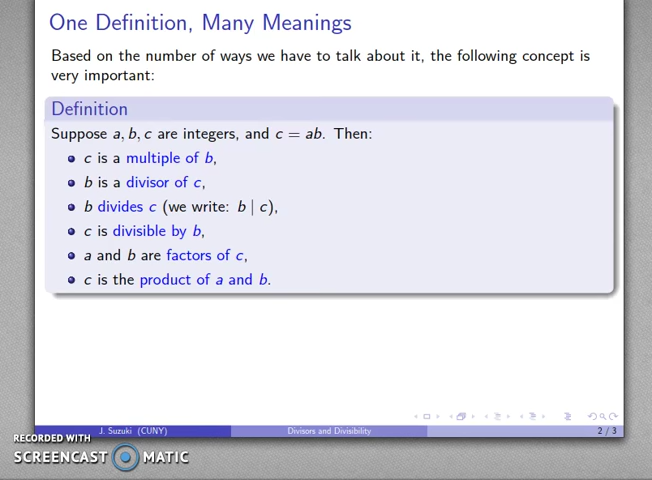 One Definition, Many Meanings
Based on the number of ways we have to talk about it, the following concept is
very important:
Definition
Suppose a, b, c are integers, and c = ab. Then:
c is a multiple of b,
b is a divisor of c,
b divides c (we write: b | c),
c is divisible by b,
a and b are factors of c,
c is the product of a and b.
J. Suzuki (CUNY) Divisors and Divisibility 2 / 3
RECORDED WITH
SCREENCAST MATIC